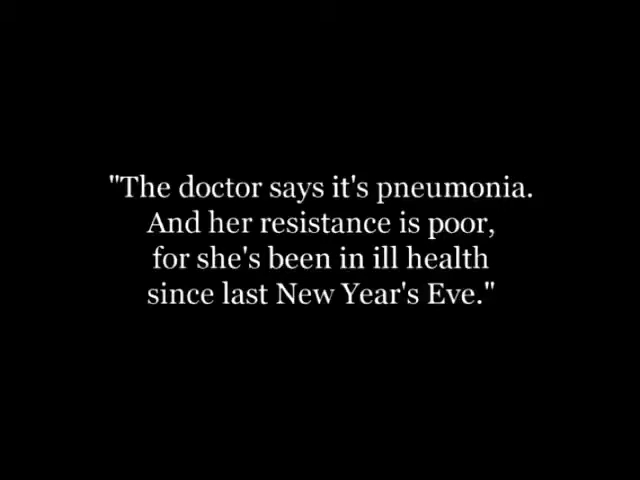 "The doctor says it's pneumonia.
And her resistance is poor,
for she's been in ill health
since last New Year's Eve."